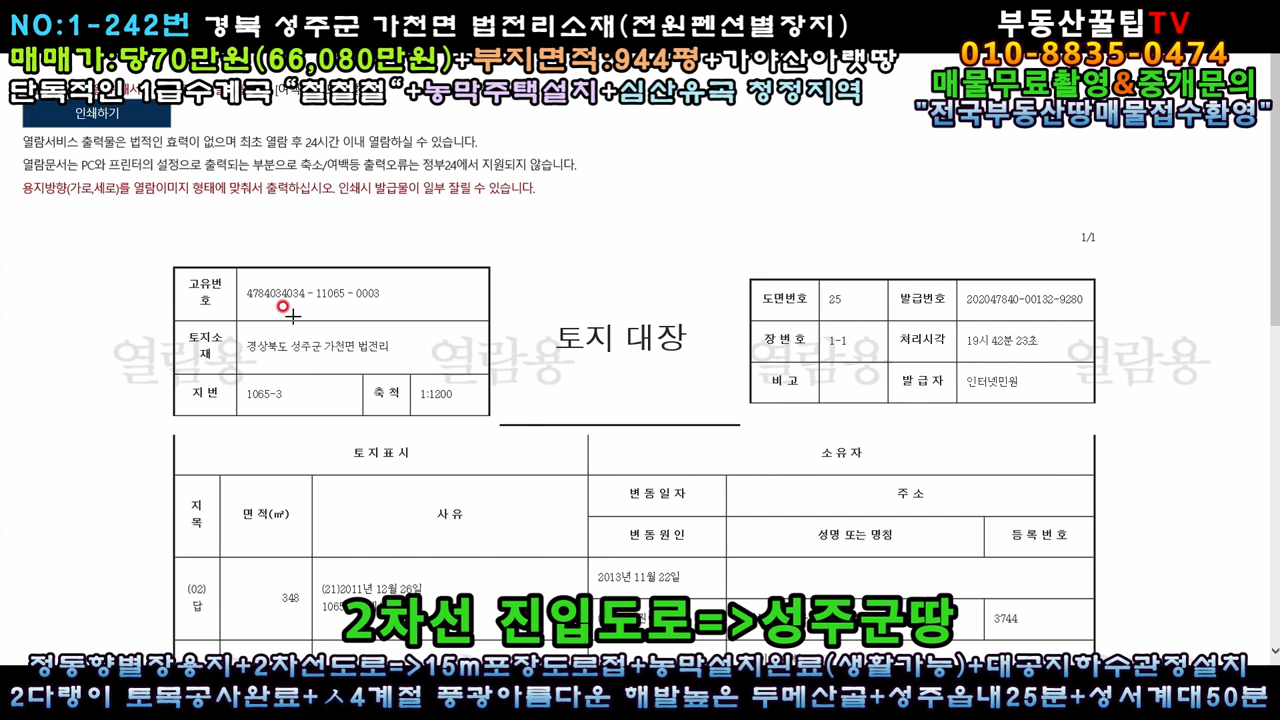 NO:1-242번 경북 성주군 가천면 법전리소재(전원펜션별장지)
부동산꿀팁TV
매매가:당70만원(66,080만원)+부지면적:944평+가야산아랫땅
010-8835-0474
단독적인 1급수계곡 “철철철“+농막주택설치+심산유곡 청정지역
매물무료촬영&중개문의
"전국부동산땅매물접수환영"
인쇄하기
열람서비스 출력물은 법적인 효력이 없으며 최초 열람 후 24시간 이내 열람하실 수 있습니다.
열람문서는 PC와 프린터의 설정으로 출력되는 부분으로 축소/여백등 출력오류는 정부24에서 지원되지 않습니다.
용지방향(가로,세로)를 열람이미지 형태에 맞춰서 출력하십시오. 인쇄시 발급물이 일부 잘릴 수 있습니다.
1/1
고유번호 4784034034 - 11065 - 0003
토지소재 경상북도 성주군 가천면 법전리
지 번 1065-3 축 척 1:1200
토지 대장
도면번호 25 발급번호 202047840-00132-9280
장 번 호 1-1 처리시각 19시 42분 23초
비 고 발 급 자 인터넷민원
열람용 열람용 열람용 열람용
토 지 표 시 소 유 자
지목 면 적(㎡) 사 유 변 동 일 자 주 소
변 동 원 인 성명 또는 명칭 등 록 번 호
(02) 답 348 (21)2011년 12월 26일 2013년 11월 22일
3744
2차선 진입도로=>성주군땅
정동향별장용지+2차선도로=>15m포장도로접+농막설치완료(생활가능)+대공지하수관정설치
2다랭이 토목공사완료+ㅅ4계절 풍광아름다운 해발높은 두메산골+성주읍내25분+성서계대50분